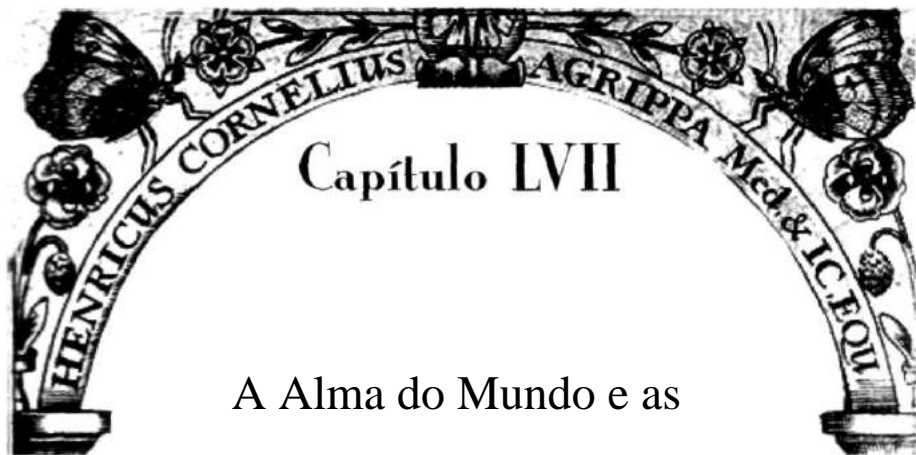 HENRICUS CORNELIUS AGRIPPA Med. & IC. EQU
Capítulo LVII
A Alma do Mundo e as